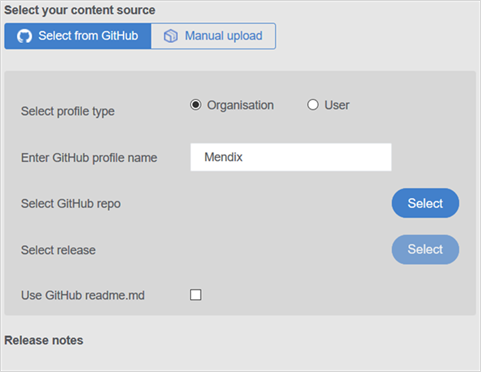 Select your content source
Select from GitHub Manual upload
Select profile type Organisation User
Enter GitHub profile name Mendix
Select GitHub repo Select
Select release Select
Use GitHub readme.md
Release notes